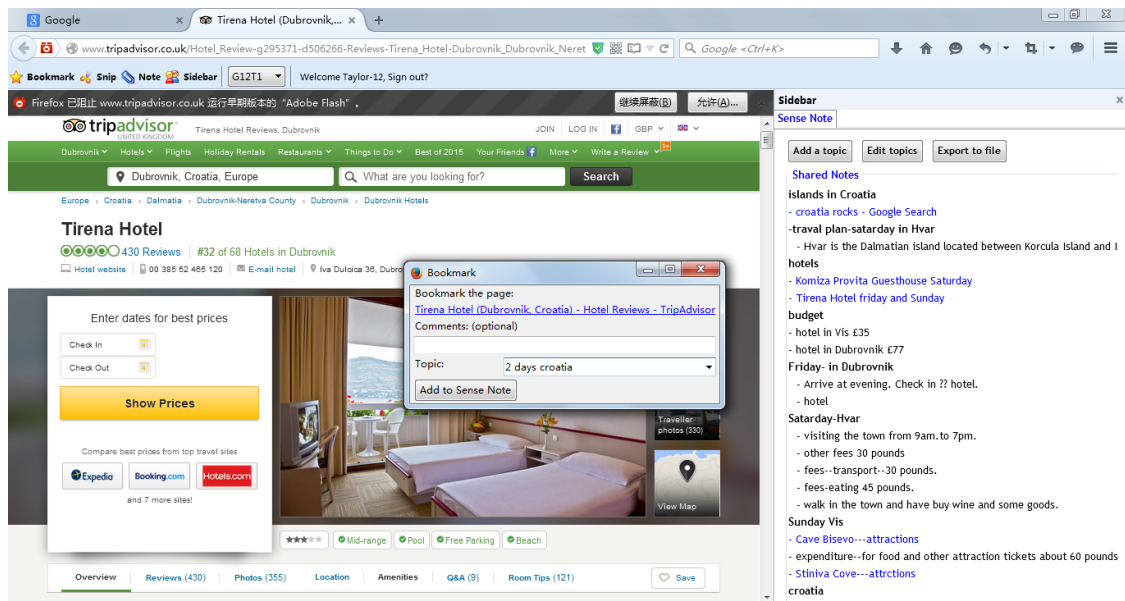 Google
Tirena Hotel (Dubrovnik,...
www.tripadvisor.co.uk/Hotel_Review-g295371-d506266-Reviews-Tirena_Hotel-Dubrovnik_Dubrovnik_Neret
Google <Ctrl+K>
Bookmark Snip Note Sidebar G12T1 Welcome Taylor-12, Sign out?
Firefox 已阻止 www.tripadvisor.co.uk 运行早期版本的 "Adobe Flash"。 继续屏蔽(B) 允许(A)...
tripadvisor
UNITED KINGDOM
Tirena Hotel Reviews, Dubrovnik
JOIN LOG IN GBP
Dubrovnik Hotels Flights Holiday Rentals Restaurants Things to Do Best of 2015 Your Friends More Write a Review
Dubrovnik, Croatia, Europe What are you looking for? Search
Europe › Croatia › Dalmatia › Dubrovnik-Neretva County › Dubrovnik › Dubrovnik Hotels
Tirena Hotel
430 Reviews #32 of 68 Hotels in Dubrovnik
Hotel website 00 385 52 465 120 E-mail hotel Iva Dulcica 36, Dubro
Enter dates for best prices
Check In
Check Out
Show Prices
Compare best prices from top travel sites
Expedia Booking.com Hotels.com
and 7 more sites!
Bookmark
Bookmark the page:
Tirena Hotel (Dubrovnik, Croatia) - Hotel Reviews - TripAdvisor
Comments: (optional)
Topic: 2 days croatia
Add to Sense Note
Traveller
photos (330)
View Map
Mid-range Pool Free Parking Beach
Overview Reviews (430) Photos (355) Location Amenities Q&A (9) Room Tips (121) Save
Sidebar
Sense Note
Add a topic Edit topics Export to file
Shared Notes
islands in Croatia
- croatia rocks - Google Search
-traval plan-satarday in Hvar
- Hvar is the Dalmatian island located between Korcula Island and
hotels
- Komiza Provita Guesthouse Saturday
- Tirena Hotel friday and Sunday
budget
- hotel in Vis £35
- hotel in Dubrovnik £77
Friday- in Dubrovnik
- Arrive at evening. Check in ?? hotel.
- hotel
Satarday-Hvar
- visiting the town from 9am.to 7pm.
- other fees 30 pounds
- fees--transport--30 pounds.
- fees-eating 45 pounds.
- walk in the town and have buy wine and some goods.
Sunday Vis
- Cave Bisevo---attractions
- expenditure--for food and other attraction tickets about 60 pounds
- Stiniva Cove---attrctions
croatia